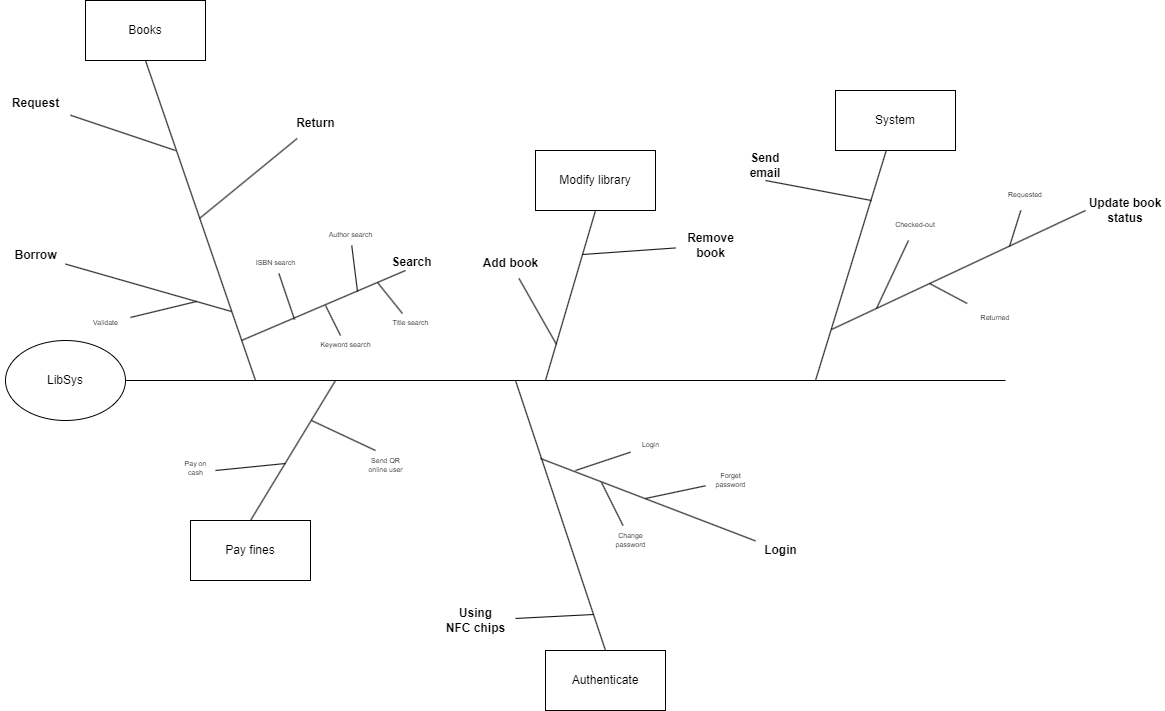 Books
Request
Return
System
Send
email
Modify library
Requested
Update book
status
Checked-out
Author search
Remove
book
Borrow
ISBN search
Search
Add book
Validate
Title search
Returned
Keyword search
LibSys
Login
Pay on
cash
Send QR
online user
Forget
password
Change
password
Pay fines
Login
Using
NFC chips
Authenticate